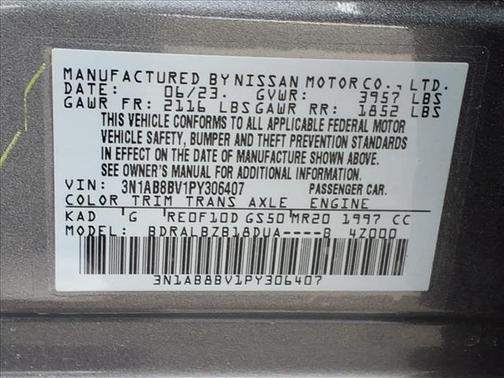 MANUFACTURED BY NISSAN MOTOR CO., LTD.
DATE: 06/23. GVWR: 3957 LBS
GAWR FR: 2116 LBS GAWR RR: 1852 LBS
THIS VEHICLE CONFORMS TO ALL APPLICABLE FEDERAL MOTOR
VEHICLE SAFETY, BUMPER AND THEFT PREVENTION STANDARDS
IN EFFECT ON THE DATE OF MANUFACTURE SHOWN ABOVE.
SEE OWNER'S MANUAL FOR ADDITIONAL INFORMATION.
VIN: 3N1AB8BV1PY306407 PASSENGER CAR.
COLOR TRIM TRANS AXLE ENGINE
KAD G RE0F10D GS50 MR20 1997 CC
MODEL: BDRALBZB18DUA----B 4Z000
3N1AB8BV1PY306407